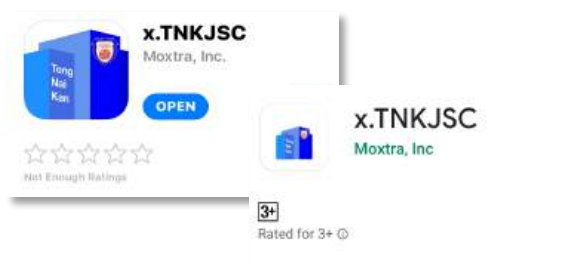 x.TNKJSC
Moxtra, Inc.
Tong
Nai
Kan
OPEN
Not Enough Ratings
x.TNKJSC
Moxtra, Inc
3+
Rated for 3+